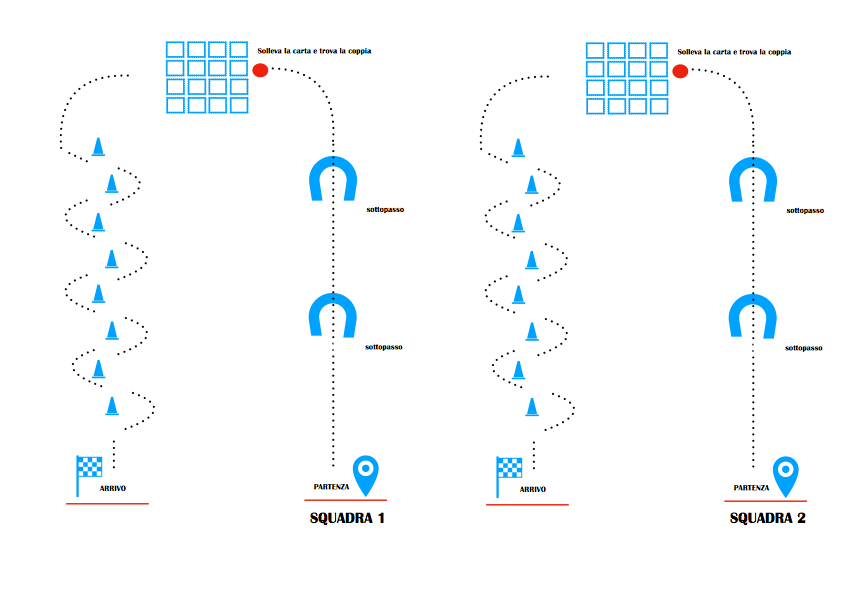 Solleva la carta e trova la coppia
sottopasso
sottopasso
ARRIVO
PARTENZA
SQUADRA 1
Solleva la carta e trova la coppia
sottopasso
sottopasso
ARRIVO
PARTENZA
SQUADRA 2